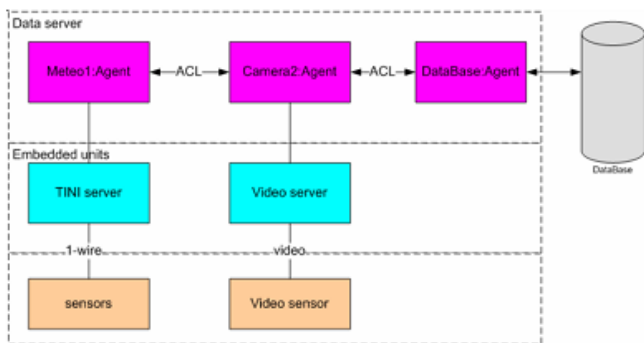 Data server
Meteo1:Agent
ACL
Camera2:Agent
ACL
DataBase:Agent
DataBase
Embedded units
TINI server
Video server
1-wire
video
sensors
Video sensor